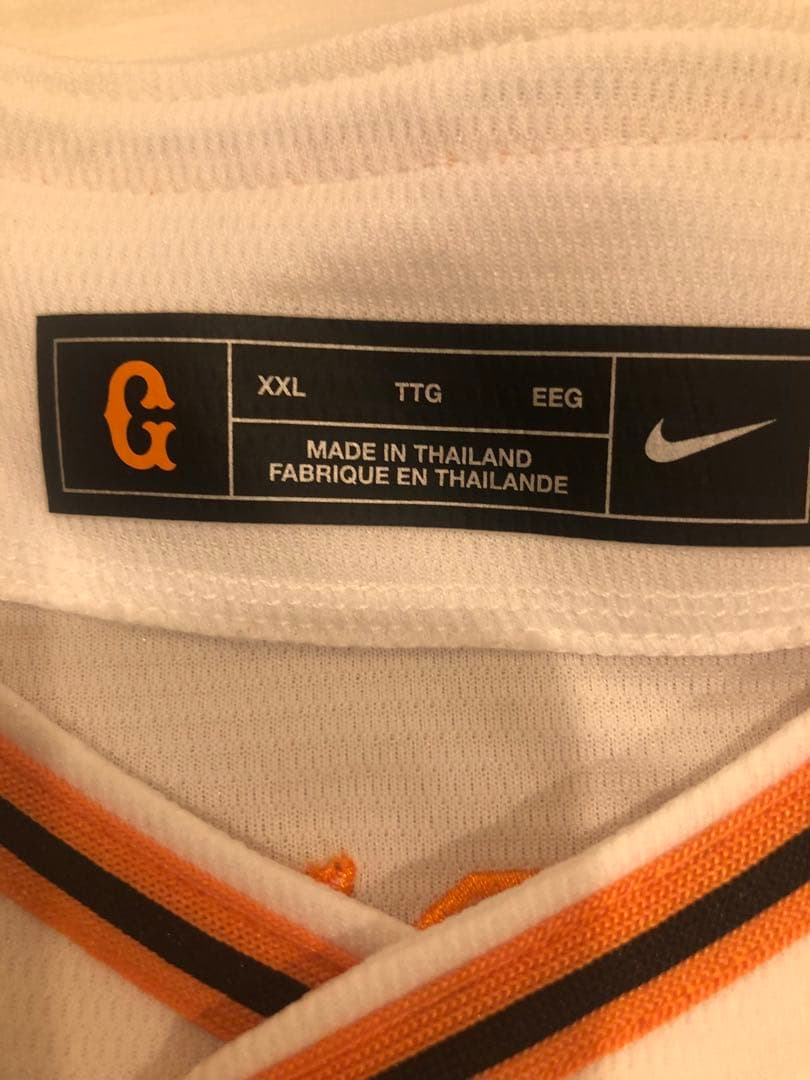 G
XXL TTG EEG
MADE IN THAILAND
FABRIQUE EN THAILANDE